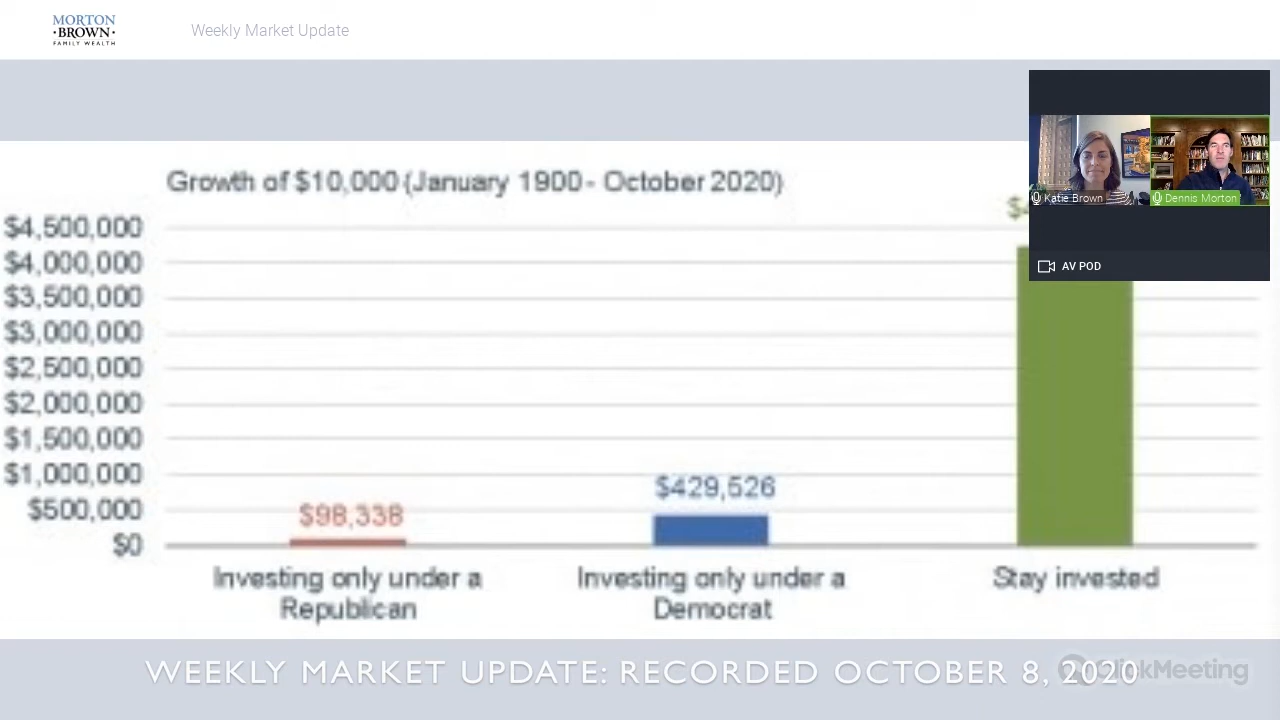 MORTON
BROWN
FAMILY WEALTH
Weekly Market Update
Growth of $10,000 (January 1900 - October 2020)
$4,500,000
$4,000,000
$3,500,000
$3,000,000
$2,500,000
$2,000,000
$1,500,000
$1,000,000
$500,000
$0
$98,338
$429,526
Investing only under a
Republican
Investing only under a
Democrat
Stay invested
Katie Brown
Dennis Morton
AV POD
WEEKLY MARKET UPDATE: RECORDED OCTOBER 8, 2020
ClickMeeting